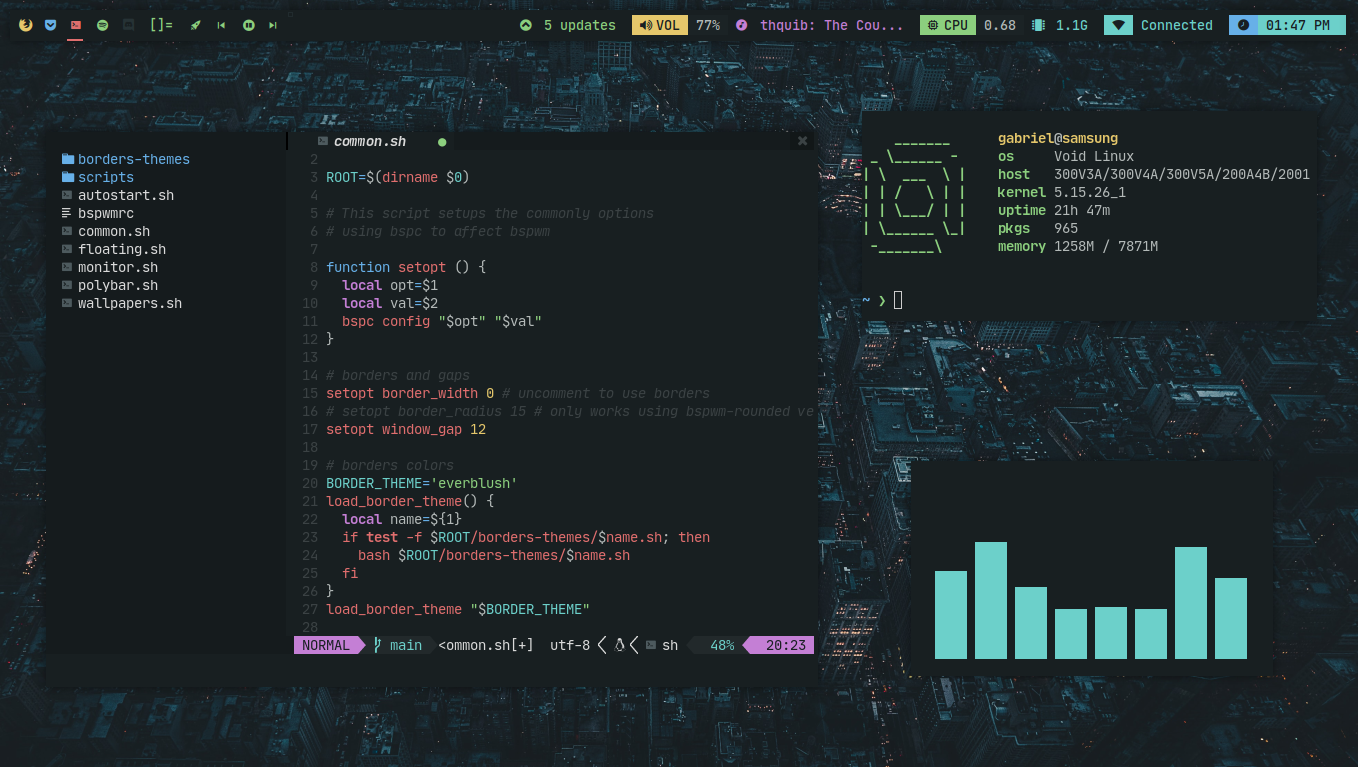 []=
5 updates
VOL 77%
thquib: The Cou...
CPU 0.68
1.1G
Connected
01:47 PM
borders-themes
scripts
autostart.sh
bspwmrc
common.sh
floating.sh
monitor.sh
polybar.sh
wallpapers.sh
common.sh
2
3 ROOT=$(dirname $0)
4
5 # This script setups the commonly options
6 # using bspc to affect bspwm
7
8 function setopt () {
9   local opt=$1
10   local val=$2
11   bspc config "$opt" "$val"
12 }
13
14 # borders and gaps
15 setopt border_width 0 # uncomment to use borders
16 # setopt border_radius 15 # only works using bspwm-rounded ve
17 setopt window_gap 12
18
19 # borders colors
20 BORDER_THEME='everblush'
21 load_border_theme() {
22   local name=${1}
23   if test -f $ROOT/borders-themes/$name.sh; then
24     bash $ROOT/borders-themes/$name.sh
25   fi
26 }
27 load_border_theme "$BORDER_THEME"
28
NORMAL main <ommon.sh[+] utf-8 sh 48% 20:23
gabriel@samsung
os Void Linux
host 300V3A/300V4A/300V5A/200A4B/2001
kernel 5.15.26_1
uptime 21h 47m
pkgs 965
memory 1258M / 7871M
~ ❯